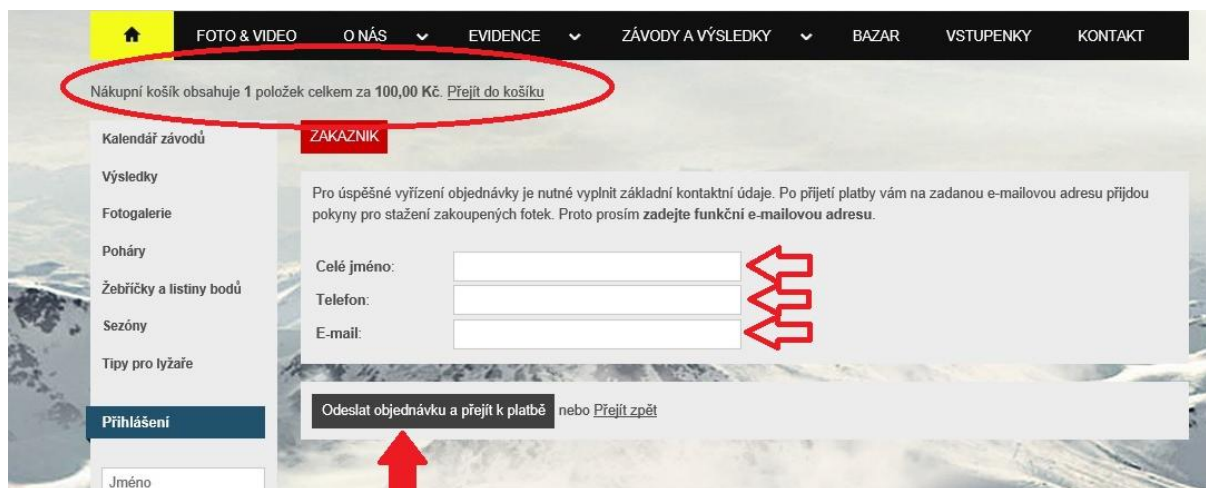 FOTO & VIDEO O NÁS EVIDENCE ZÁVODY A VÝSLEDKY BAZAR VSTUPENKY KONTAKT
Nákupní košík obsahuje 1 položek celkem za 100,00 Kč. Přejít do košíku
Kalendář závodů
Výsledky
Fotogalerie
Poháry
Žebříčky a listiny bodů
Sezóny
Tipy pro lyžaře
Přihlášení
Jméno
ZÁKAZNÍK
Pro úspěšné vyřízení objednávky je nutné vyplnit základní kontaktní údaje. Po přijetí platby vám na zadanou e-mailovou adresu přijdou
pokyny pro stažení zakoupených fotek. Proto prosím zadejte funkční e-mailovou adresu.
Celé jméno:
Telefon:
E-mail:
Odeslat objednávku a přejít k platbě nebo Přejít zpět